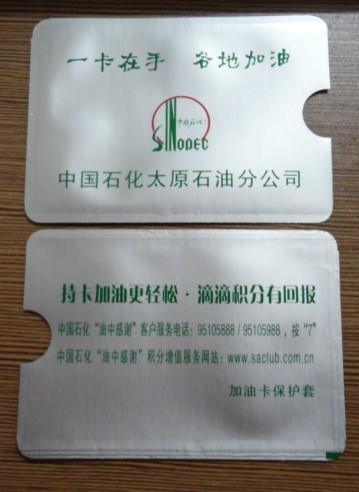 一卡在手 各地加油
中国石化
SINOPEC
中国石化太原石油分公司
持卡加油更轻松·滴滴积分有回报
中国石化“油中感谢”客户服务电话：95105888 / 95105988，按“7”
中国石化“油中感谢”积分增值服务网站：www.saclub.com.cn
加油卡保护套